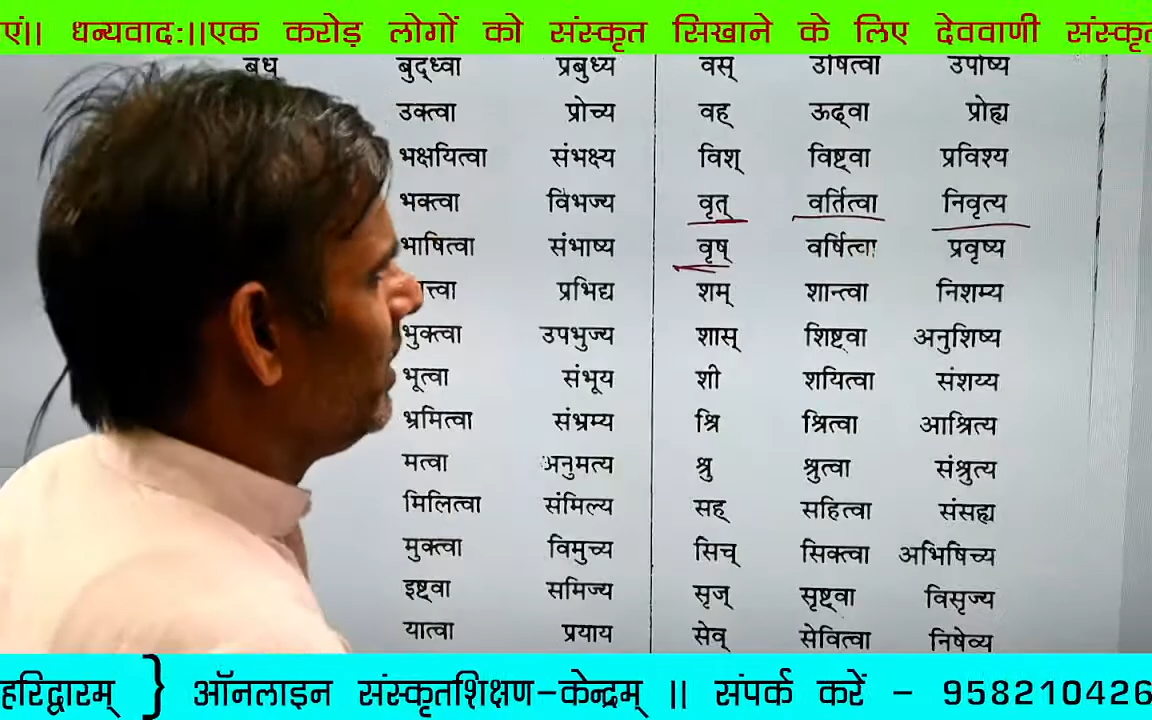 एं।। धन्यवादः।।एक करोड़ लोगों को संस्कृत सिखाने के लिए देववाणी संस्कृत
बुध् बुद्ध्वा प्रबुध्य वस् उषित्वा उपोष्य
उक्त्वा प्रोच्य वह् ऊढ्वा प्रोह्य
भक्षयित्वा संभक्ष्य विश् विष्ट्वा प्रविश्य
भक्त्वा विभज्य वृत् वर्तित्वा निवृत्य
भाषित्वा संभाष्य वृष् वर्षित्वा प्रवृष्य
प्रभिद्य शम् शान्त्वा निशम्य
भुक्त्वा उपभुज्य शास् शिष्ट्वा अनुशिष्य
भूत्वा संभूय शी शयित्वा संशय्य
भ्रमित्वा संभ्रम्य श्रि श्रित्वा आश्रित्य
मत्वा अनुमत्य श्रु श्रुत्वा संश्रुत्य
मिलित्वा संमिल्य सह् सहित्वा संसह्य
मुक्त्वा विमुच्य सिच् सिक्त्वा अभिषिच्य
इष्ट्वा समिज्य सृज् सृष्ट्वा विसृज्य
यात्वा प्रयाय सेव् सेवित्वा निषेव्य
हरिद्वारम् } ऑनलाइन संस्कृतशिक्षण-केन्द्रम् || संपर्क करें - 958210426